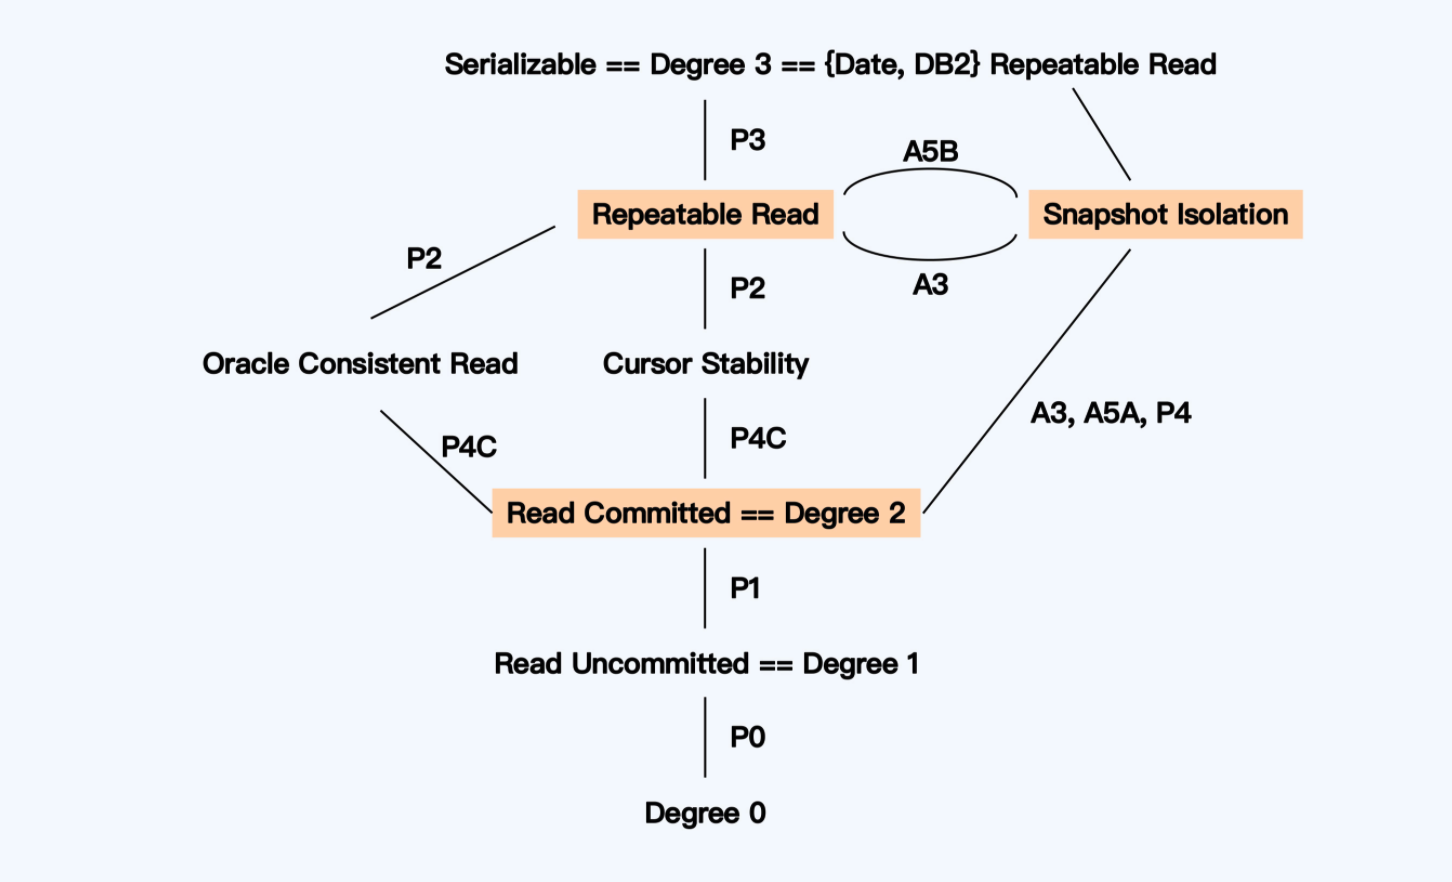 Serializable == Degree 3 == {Date, DB2} Repeatable Read
P3
A5B
Repeatable Read
Snapshot Isolation
P2
P2
A3
Oracle Consistent Read
Cursor Stability
A3, A5A, P4
P4C
P4C
Read Committed == Degree 2
P1
Read Uncommitted == Degree 1
P0
Degree 0